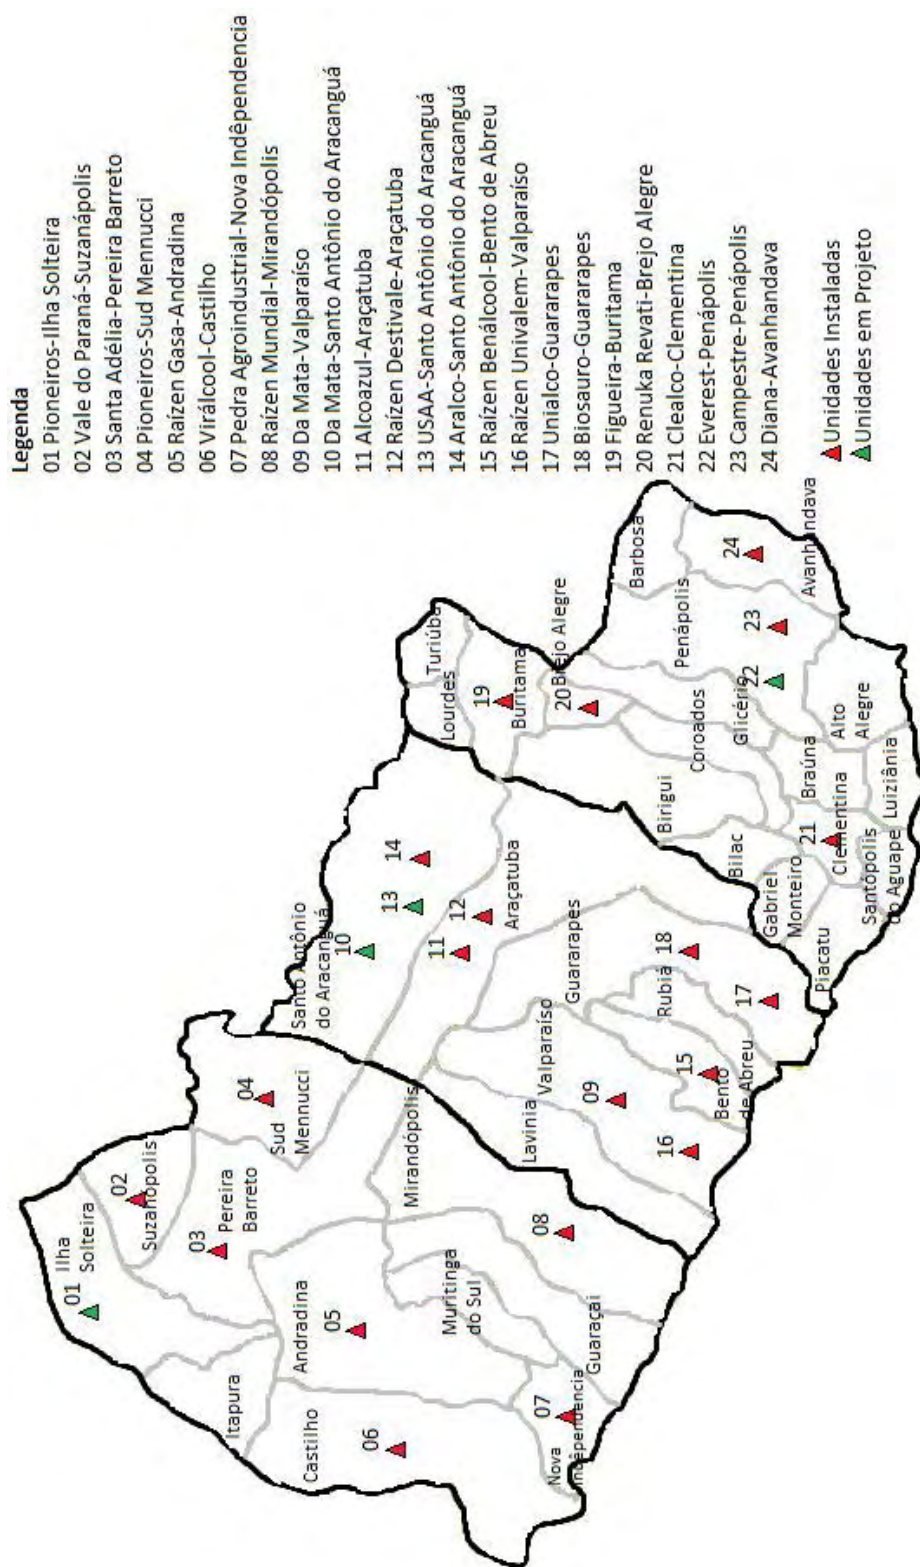 Legenda
01 Pioneiros-Ilha Solteira
02 Vale do Paraná-Suzanápolis
03 Santa Adélia-Pereira Barreto
04 Pioneiros-Sud Mennucci
05 Raízen Gasa-Andradina
06 Virálcool-Castilho
07 Pedra Agroindustrial-Nova Indêpendencia
08 Raízen Mundial-Mirandópolis
09 Da Mata-Valparaíso
10 Da Mata-Santo Antônio do Aracanguá
11 Alcoazul-Araçatuba
12 Raízen Destivale-Araçatuba
13 USAA-Santo Antônio do Aracanguá
14 Aralco-Santo Antônio do Aracanguá
15 Raízen Benálcool-Bento de Abreu
16 Raízen Univalem-Valparaíso
17 Unialco-Guararapes
18 Biosauro-Guararapes
19 Figueira-Buritama
20 Renuka Revati-Brejo Alegre
21 Clealco-Clementina
22 Everest-Penápolis
23 Campestre-Penápolis
24 Diana-Avanhandava
Unidades Instaladas
Unidades em Projeto
01
Ilha
Solteira
02
Suzanópolis
03
Pereira
Barreto
04
Sud
Mennucci
Itapura
Castilho
Andradina
05
06
Muritinga
do Sul
Mirandópolis
07
Nova
Indêpendencia
Guaraçai
08
Santo Antônio
do Aracanguá
10
13
14
11
12
Araçatuba
Lavinia
Valparaíso
09
Guararapes
16
15
Bento
de Abreu
Rubiá
18
17
Lourdes
Turiúba
19
Buritama
20
Brejo Alegre
Birigui
Coroados
Glicério
Penápolis
Barbosa
22
23
24
Avanhandava
Bilac
Gabriel
Monteiro
Piacatu
21
Clementina
Braúna
Alto
Alegre
Santópolis
do Aguape
Luiziânia